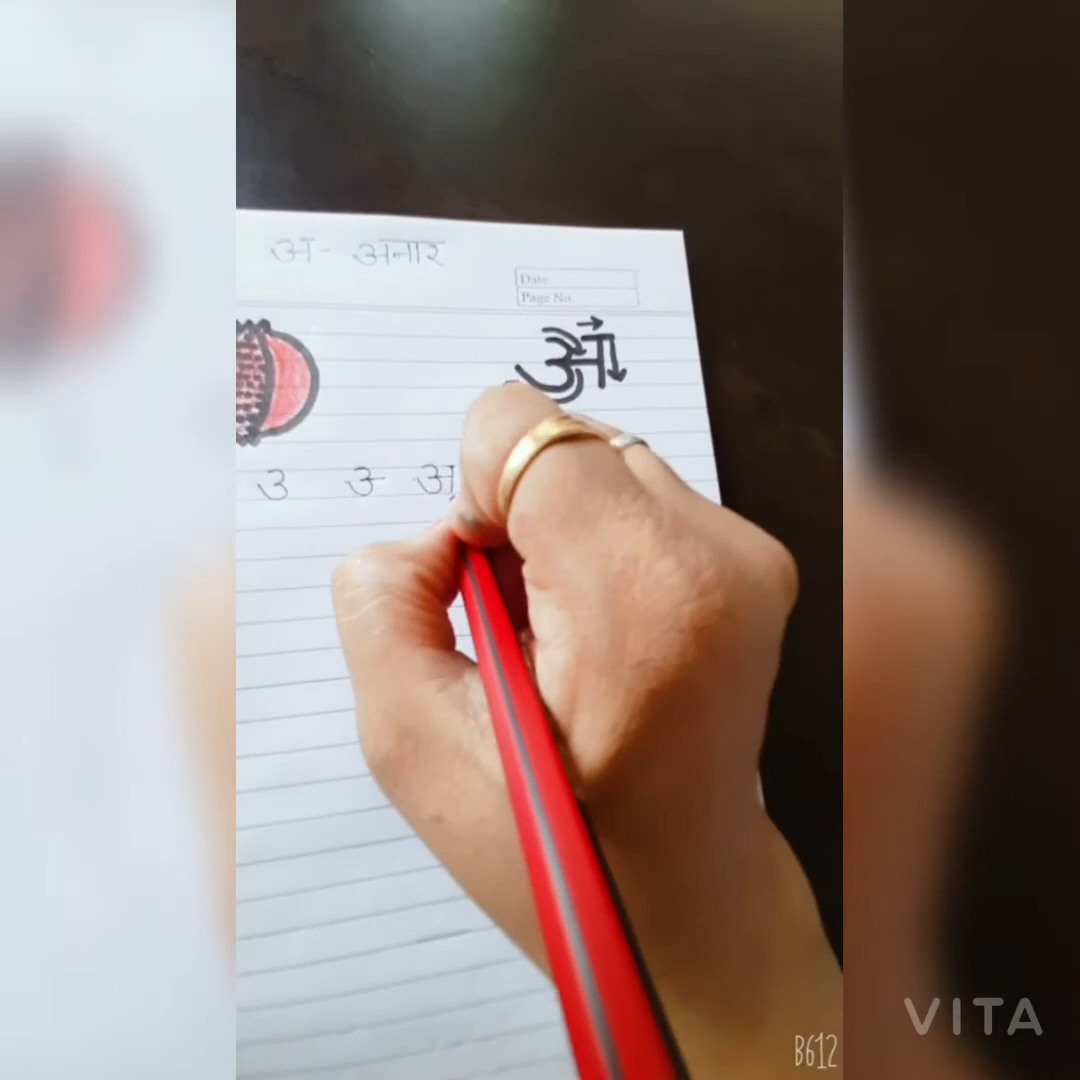 अ - अनार
Date:
Page No.
अ
उ उ- अ
VITA
B612